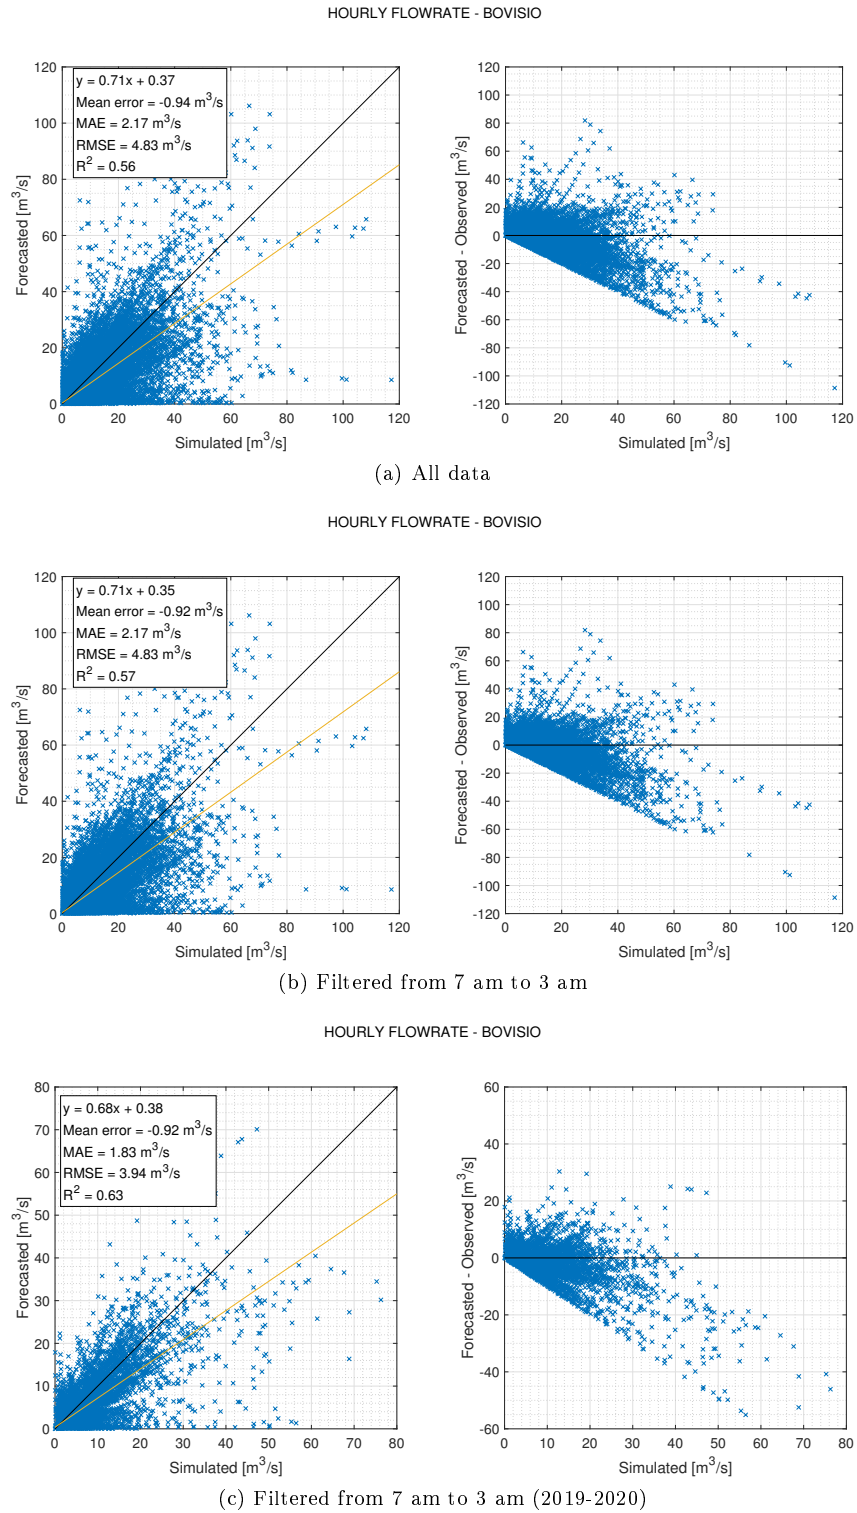 HOURLY FLOWRATE - BOVISIO
y = 0.71x + 0.37
Mean error = -0.94 m³/s
MAE = 2.17 m³/s
RMSE = 4.83 m³/s
R² = 0.56
120
100
80
60
40
20
0
Forecasted [m³/s]
0 20 40 60 80 100 120
Simulated [m³/s]
120
100
80
60
40
20
0
-20
-40
-60
-80
-100
-120
Forecasted - Observed [m³/s]
0 20 40 60 80 100 120
Simulated [m³/s]
(a) All data
HOURLY FLOWRATE - BOVISIO
y = 0.71x + 0.35
Mean error = -0.92 m³/s
MAE = 2.17 m³/s
RMSE = 4.83 m³/s
R² = 0.57
120
100
80
60
40
20
0
Forecasted [m³/s]
0 20 40 60 80 100 120
Simulated [m³/s]
120
100
80
60
40
20
0
-20
-40
-60
-80
-100
-120
Forecasted - Observed [m³/s]
0 20 40 60 80 100 120
Simulated [m³/s]
(b) Filtered from 7 am to 3 am
HOURLY FLOWRATE - BOVISIO
y = 0.68x + 0.38
Mean error = -0.92 m³/s
MAE = 1.83 m³/s
RMSE = 3.94 m³/s
R² = 0.63
80
70
60
50
40
30
20
10
0
Forecasted [m³/s]
0 10 20 30 40 50 60 70 80
Simulated [m³/s]
60
40
20
0
-20
-40
-60
Forecasted - Observed [m³/s]
0 10 20 30 40 50 60 70 80
Simulated [m³/s]
(c) Filtered from 7 am to 3 am (2019-2020)